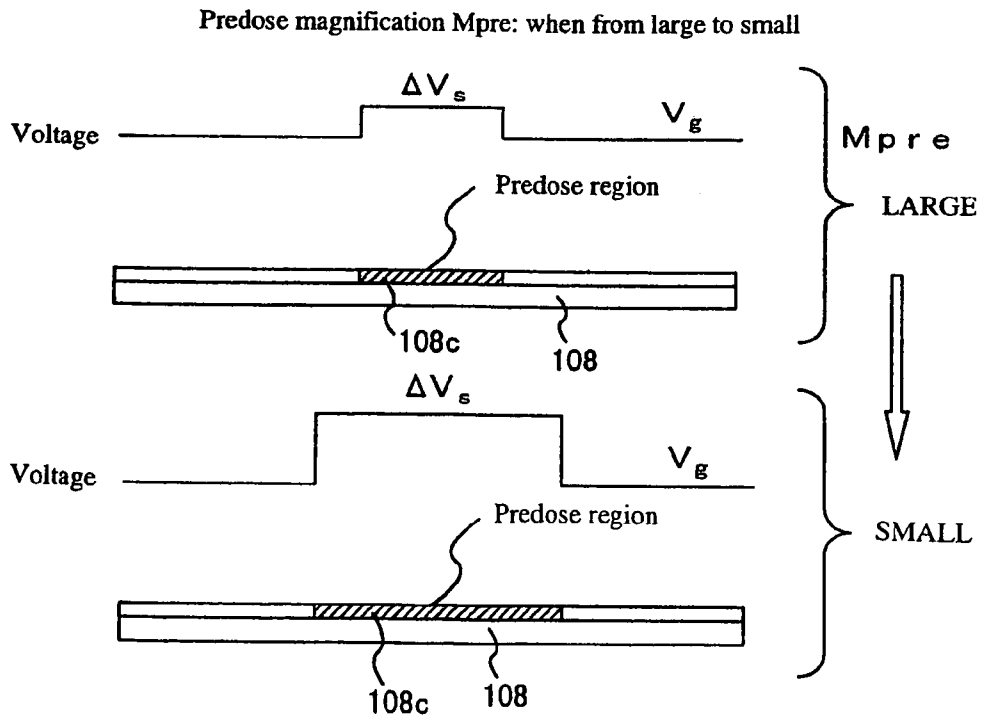 Predose magnification Mpre: when from large to small
ΔVs
Voltage
Vg
Mpre
Predose region
LARGE
108c
108
ΔVs
Voltage
Vg
Predose region
SMALL
108c
108